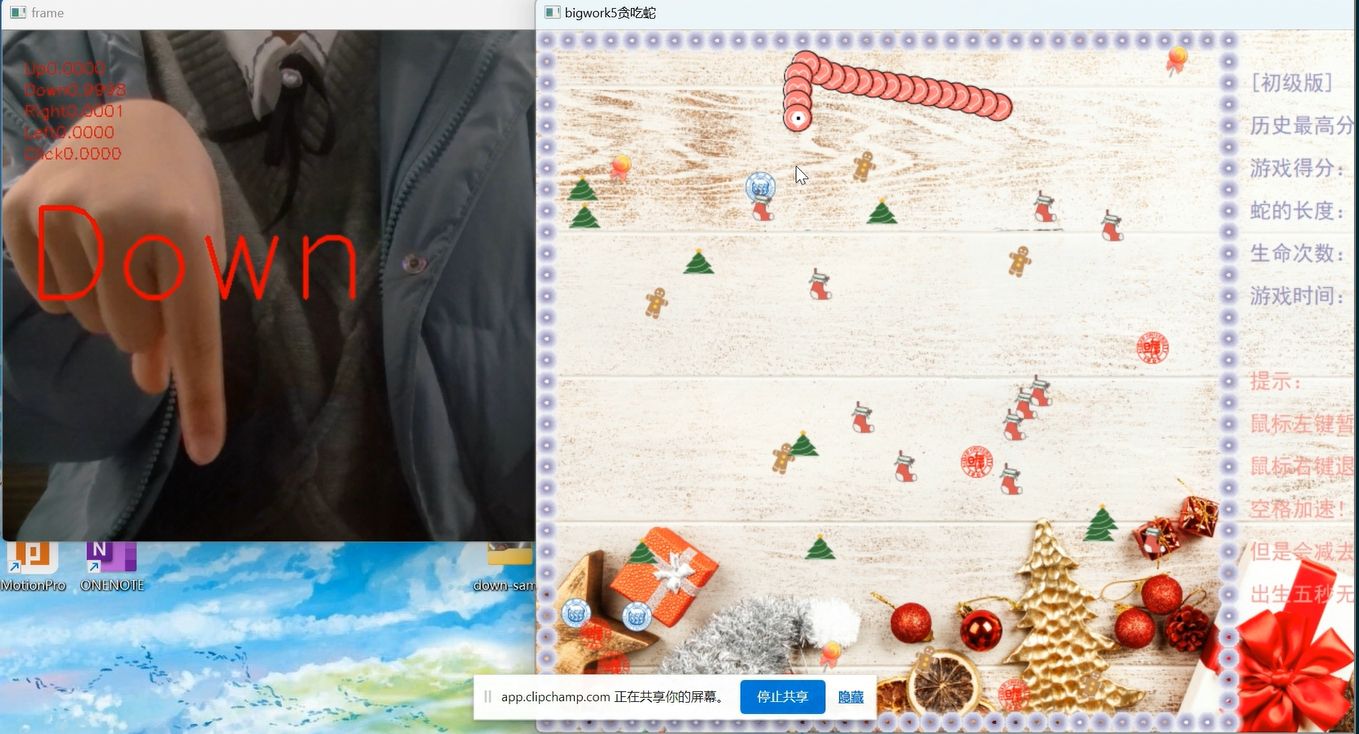 frame
Up0.0000
Down0.9998
Right0.0001
Left0.0000
Click0.0000
Down
MotionPro
ONENOTE
down-sam
bigwork5贪吃蛇
[初级版]
历史最高分
游戏得分:
蛇的长度:
生命次数:
游戏时间:
提示:
鼠标左键暂
鼠标右键退
空格加速!
但是会减去
出生五秒无
app.clipchamp.com 正在共享你的屏幕。
停止共享
隐藏